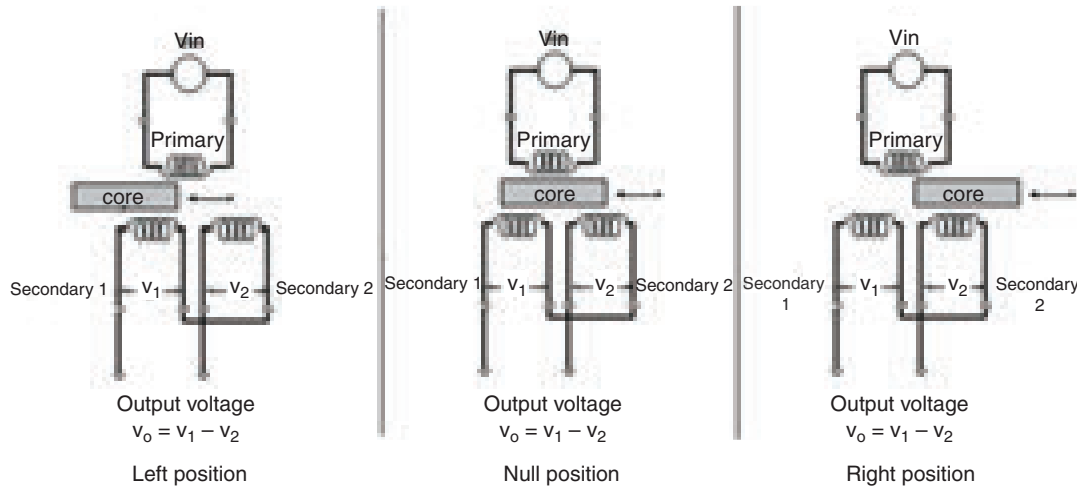 Vin
Primary
core
Secondary 1
v1
v2
Secondary 2
Output voltage
vo = v1 – v2
Left position
Vin
Primary
core
Secondary 1
v1
v2
Secondary 2
Output voltage
vo = v1 – v2
Null position
Vin
Primary
core
Secondary
1
v1
v2
Secondary
2
Output voltage
vo = v1 – v2
Right position